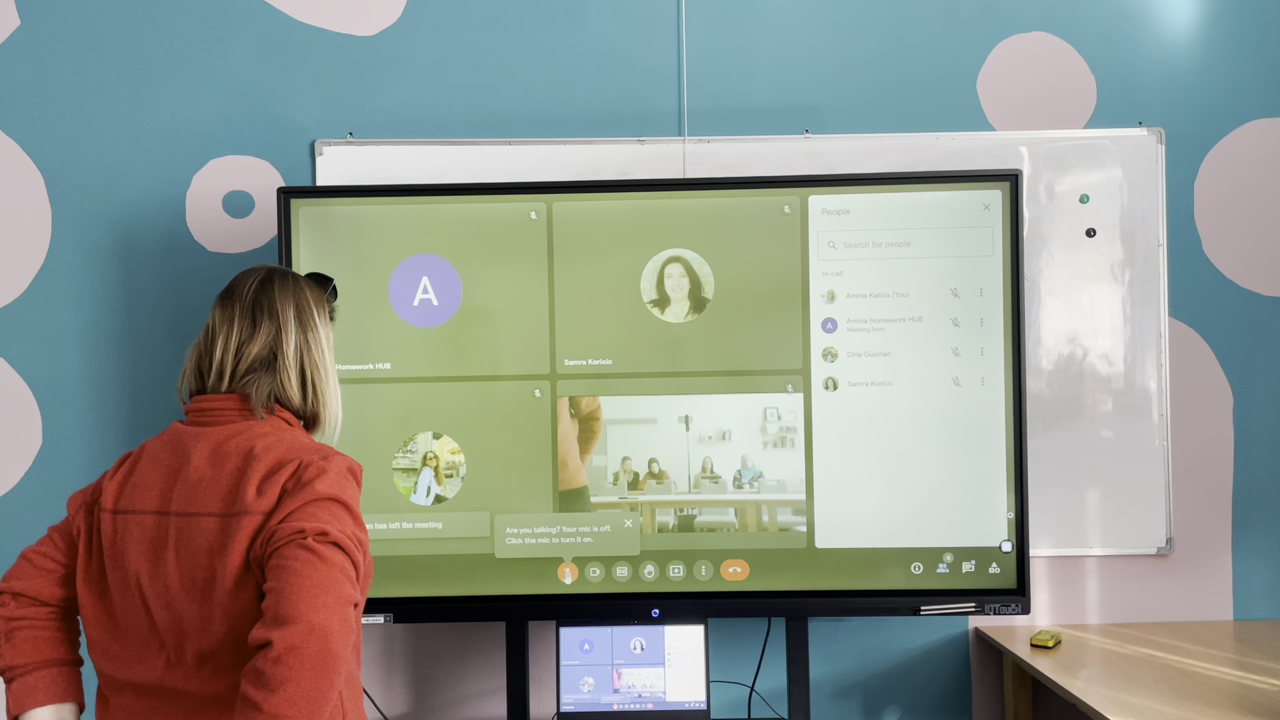 A
Homework HUB
Samra Koricic
n has left the meeting
Are you talking? Your mic is off.
Click the mic to turn it on.
People
Search for people
In call
Amina Katica (You)
A
Amina Homework HUB
Meeting host
Dina
Samra Koricic
4
IQTouch
A